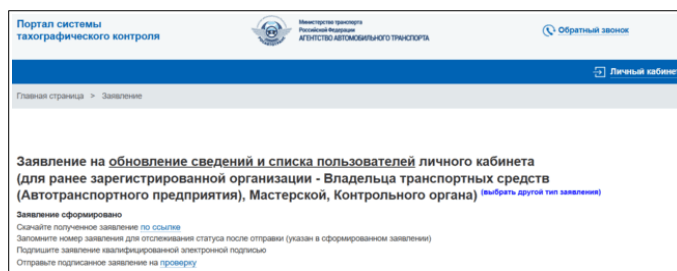 Портал системы
тахографического контроля
Министерство транспорта
Российской Федерации
АГЕНТСТВО АВТОМОБИЛЬНОГО ТРАНСПОРТА
Обратный звонок
Личный кабинет
Главная страница > Заявление
Заявление на обновление сведений и списка пользователей личного кабинета
(для ранее зарегистрированной организации - Владельца транспортных средств
(Автотранспортного предприятия), Мастерской, Контрольного органа) (выбрать другой тип заявления)
Заявление сформировано
Скачайте полученное заявление по ссылке
Запомните номер заявления для отслеживания статуса после отправки (указан в сформированном заявлении)
Подпишите заявление квалифицированной электронной подписью
Отправьте подписанное заявление на проверку